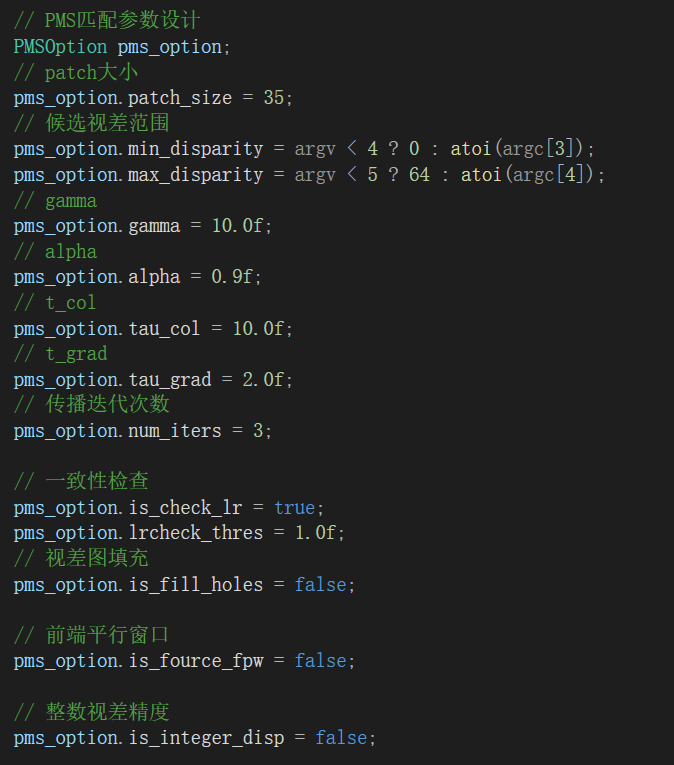 // PMS匹配参数设计
PMSOption pms_option;
// patch大小
pms_option.patch_size = 35;
// 候选视差范围
pms_option.min_disparity = argv < 4 ? 0 : atoi(argc[3]);
pms_option.max_disparity = argv < 5 ? 64 : atoi(argc[4]);
// gamma
pms_option.gamma = 10.0f;
// alpha
pms_option.alpha = 0.9f;
// t_col
pms_option.tau_col = 10.0f;
// t_grad
pms_option.tau_grad = 2.0f;
// 传播迭代次数
pms_option.num_iters = 3;
// 一致性检查
pms_option.is_check_lr = true;
pms_option.lrcheck_thres = 1.0f;
// 视差图填充
pms_option.is_fill_holes = false;
// 前端平行窗口
pms_option.is_fource_fpw = false;
// 整数视差精度
pms_option.is_integer_disp = false;